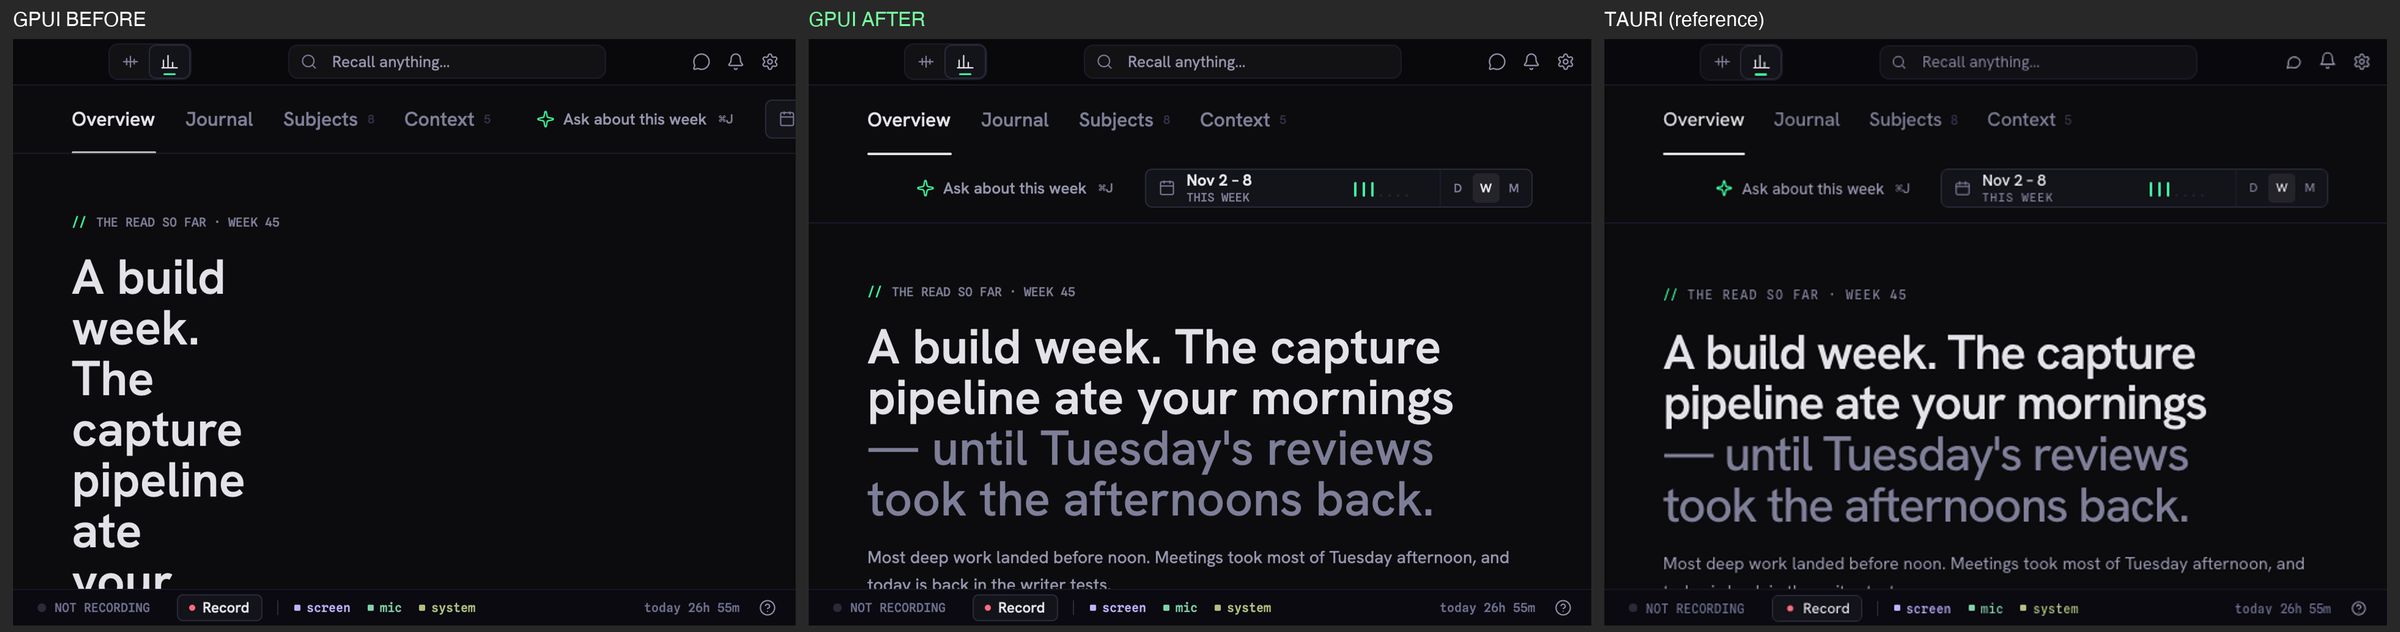 GPUI BEFORE
Recall anything...
Overview Journal Subjects 8 Context 5 Ask about this week ⌘J
// THE READ SO FAR · WEEK 45
A build
week.
The
capture
pipeline
ate
your
NOT RECORDING Record screen mic system today 26h 55m
GPUI AFTER
Recall anything...
Overview Journal Subjects 8 Context 5
Ask about this week ⌘J Nov 2 – 8 D W M
THIS WEEK
// THE READ SO FAR · WEEK 45
A build week. The capture
pipeline ate your mornings
— until Tuesday's reviews
took the afternoons back.
Most deep work landed before noon. Meetings took most of Tuesday afternoon, and
today is back in the writer tests.
NOT RECORDING Record screen mic system today 26h 55m
TAURI (reference)
Recall anything...
Overview Journal Subjects 8 Context 5
Ask about this week ⌘J Nov 2 – 8 D W M
THIS WEEK
// THE READ SO FAR · WEEK 45
A build week. The capture
pipeline ate your mornings
— until Tuesday's reviews
took the afternoons back.
Most deep work landed before noon. Meetings took most of Tuesday afternoon, and
NOT RECORDING Record screen mic system today 26h 55m